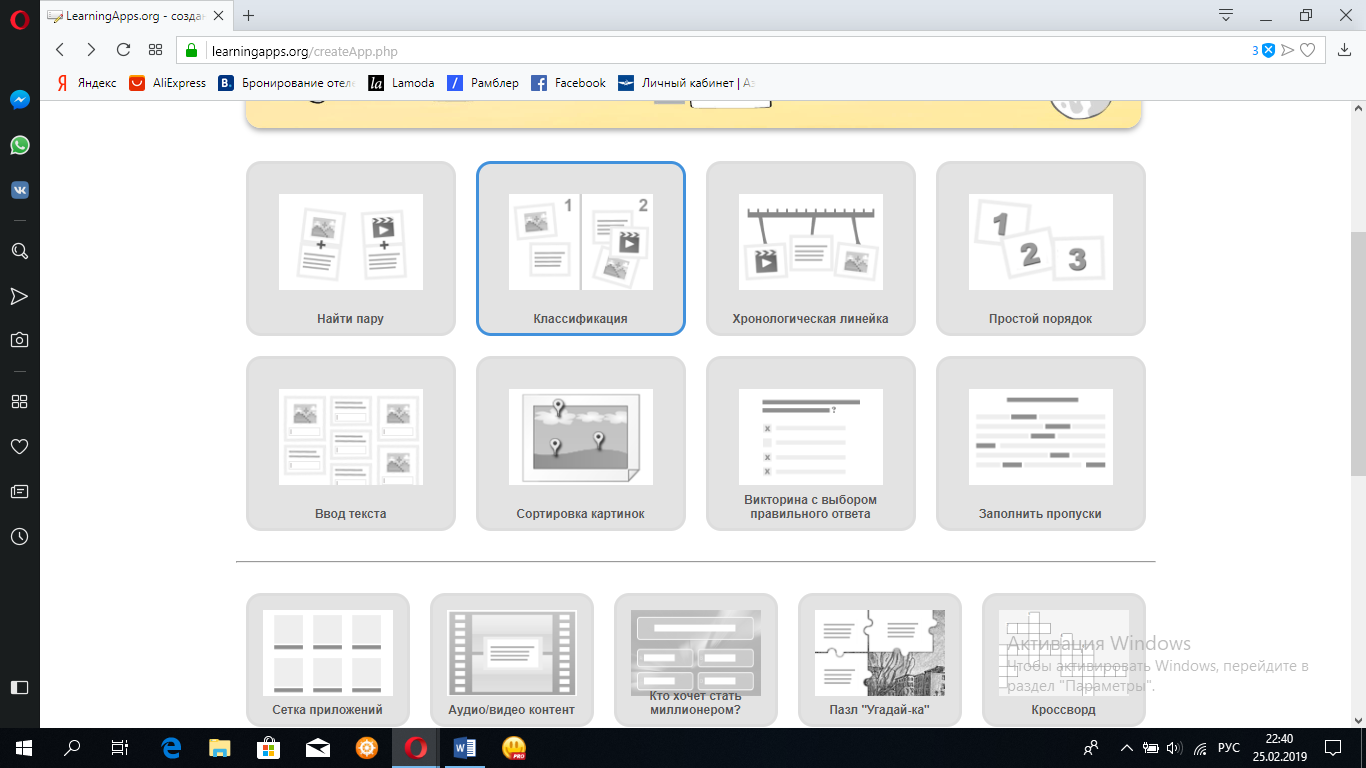 LearningApps.org - создан
learningapps.org/createApp.php
3
Яндекс
AliExpress
B.
Бронирование отеле
la
Lamoda
Рамблер
Facebook
Личный кабинет | Аэ
1
2
1
2
3
Найти пару
Классификация
Хронологическая линейка
Простой порядок
?
x
x
x
Ввод текста
Сортировка картинок
Викторина с выбором
правильного ответа
Заполнить пропуски
Сетка приложений
Аудио/видео контент
Кто хочет стать
миллионером?
Пазл "Угадай-ка"
Кроссворд
Активация Windows
Чтобы активировать Windows, перейдите в
раздел "Параметры".
PRO
РУС
22:40
25.02.2019